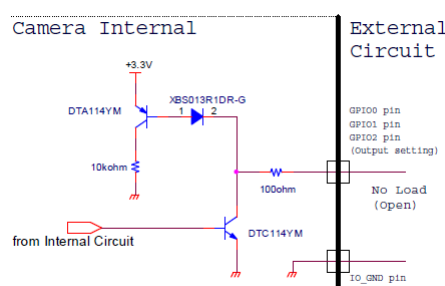 Camera Internal
External
Circuit
+3.3V
XBS013R1DR-G
DTA114YM
1
2
GPIO0 pin
GPIO1 pin
GPIO2 pin
(Output setting)
10kohm
100ohm
No Load
(Open)
DTC114YM
from Internal Circuit
IO_GND pin